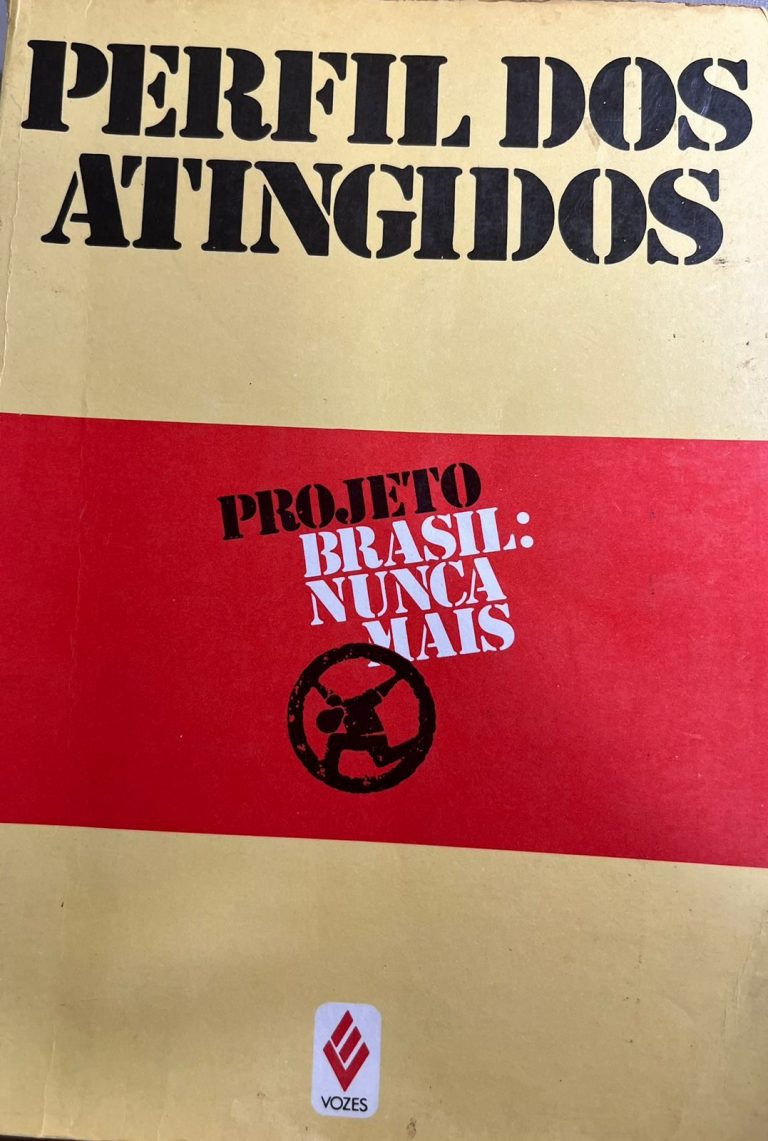 PERFIL DOS
ATINGIDOS
PROJETO
BRASIL:
NUNCA
MAIS
VOZES